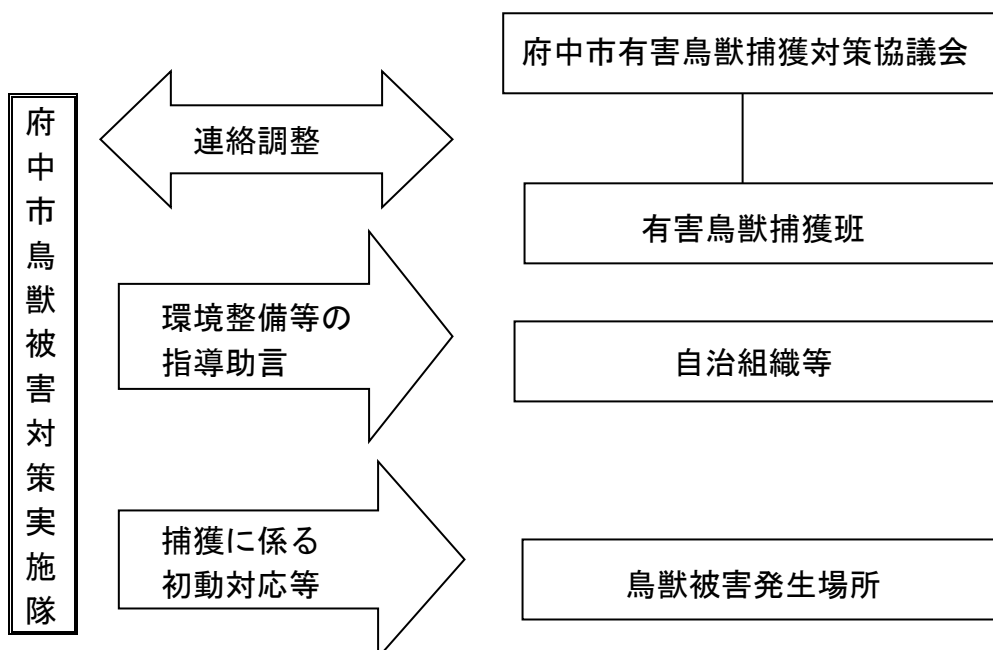 府中市鳥獣被害対策実施隊
府中市有害鳥獣捕獲対策協議会
連絡調整
有害鳥獣捕獲班
環境整備等の
指導助言
自治組織等
捕獲に係る
初動対応等
鳥獣被害発生場所